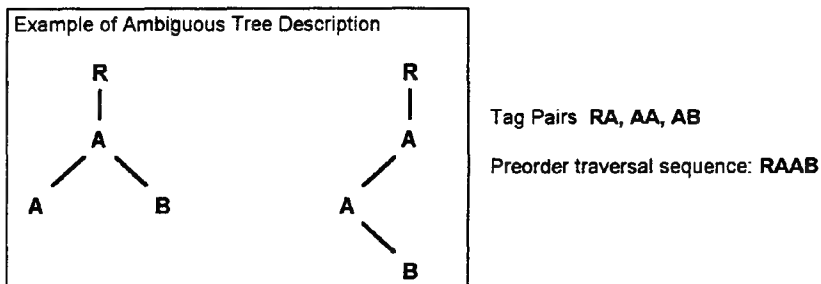 Example of Ambiguous Tree Description
R
A
A B
R
A
A
B
Tag Pairs RA, AA, AB
Preorder traversal sequence: RAAB